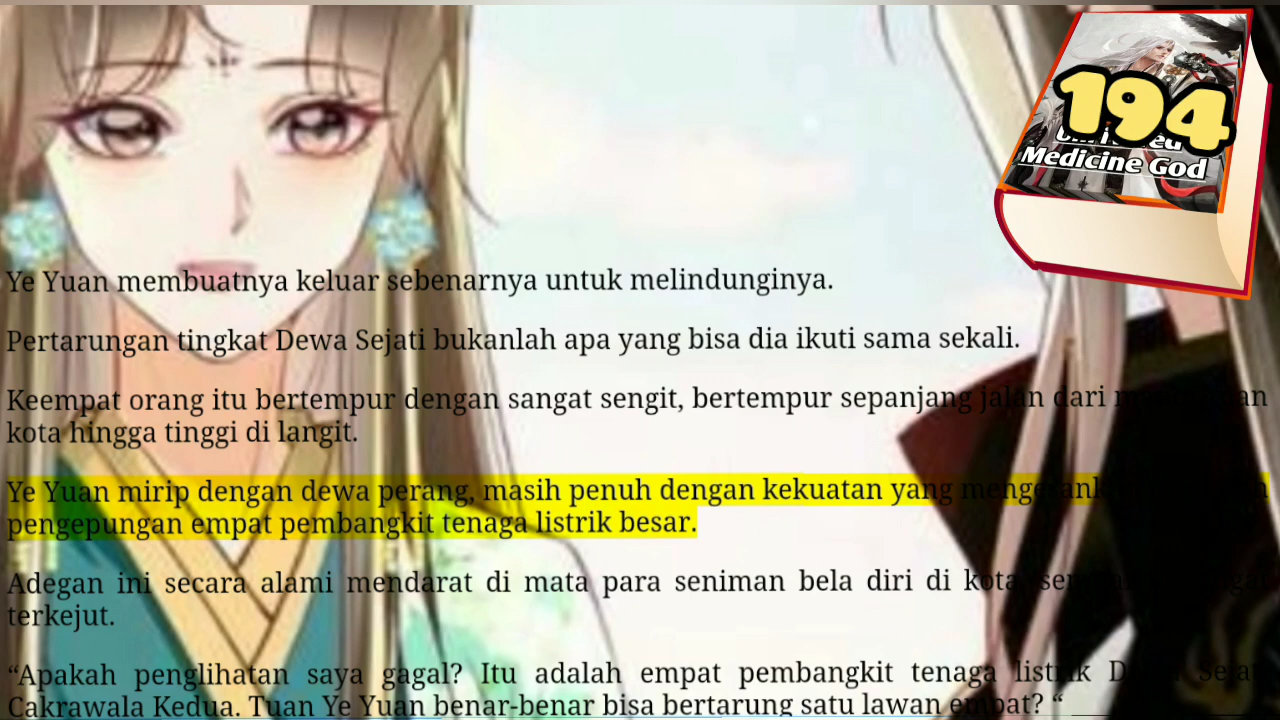 194
Medicine God
Ye Yuan membuatnya keluar sebenarnya untuk melindunginya.
Pertarungan tingkat Dewa Sejati bukanlah apa yang bisa dia ikuti sama sekali.
Keempat orang itu bertempur dengan sangat sengit, bertempur sepanjang jalan dari
kota hingga tinggi di langit.
Ye Yuan mirip dengan dewa perang, masih penuh dengan kekuatan yang
pengepungan empat pembangkit tenaga listrik besar.
Adegan ini secara alami mendarat di mata para seniman bela diri di kota,
terkejut.
“Apakah penglihatan saya gagal? Itu adalah empat pembangkit tenaga listrik
Cakrawala Kedua. Tuan Ye Yuan benar-benar bisa bertarung satu lawan empat? “